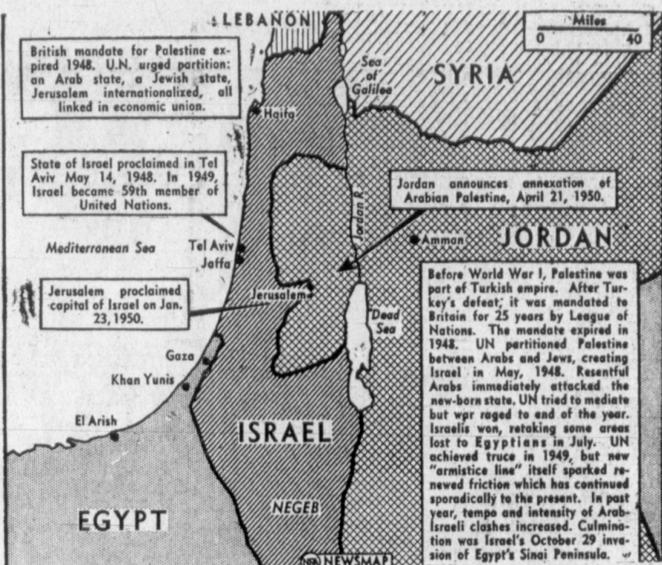 LEBANON
Miles
0 40
British mandate for Palestine ex-
pired 1948. U.N. urged partition:
an Arab state, a Jewish state,
Jerusalem internationalized, all
linked in economic union.
Sea
of
Galilee
SYRIA
Haifa
State of Israel proclaimed in Tel
Aviv May 14, 1948. In 1949,
Israel became 59th member of
United Nations.
Jordan announces annexation of
Arabian Palestine, April 21, 1950.
Jordan R.
Mediterranean Sea
Tel Aviv
Jaffa
Amman
JORDAN
Jerusalem proclaimed
capital of Israel on Jan.
23, 1950.
Jerusalem
Dead
Sea
Before World War I, Palestine was
part of Turkish empire. After Tur-
key's defeat, it was mandated to
Britain for 25 years by League of
Nations. The mandate expired in
1948. UN partitioned Palestine
between Arabs and Jews, creating
Israel in May, 1948. Resentful
Arabs immediately attacked the
new-born state. UN tried to mediate
but wpr raged to end of the year.
Israelis won, retaking some areas
lost to Egyptians in July. UN
achieved truce in 1949, but new
"armistice line" itself sparked re-
newed friction which has continued
sporadically to the present. In past
year, tempo and intensity of Arab-
Israeli clashes increased. Culmina-
tion was Israel's October 29 inva-
sion of Egypt's Sinai Peninsula.
Gaza
Khan Yunis
El Arish
ISRAEL
NEGEB
EGYPT
NEWSMAP